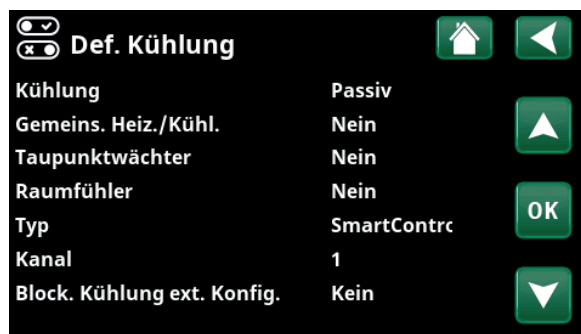 Def. Kühlung
Kühlung Passiv
Gemeins. Heiz./Kühl. Nein
Taupunktwächter Nein
Raumfühler Nein
Typ SmartContro
Kanal 1
Block. Kühlung ext. Konfig. Kein
OK